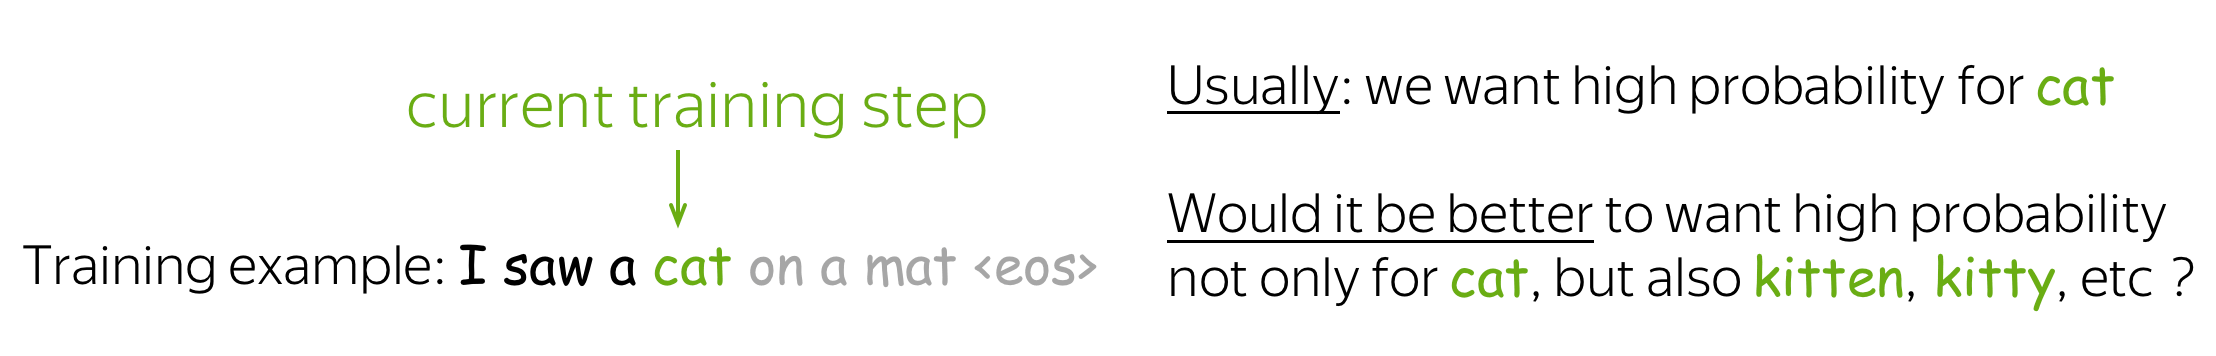 current training step
Training example: I saw a cat on a mat <eos>
Usually: we want high probability for cat
Would it be better to want high probability
not only for cat, but also kitten, kitty, etc ?